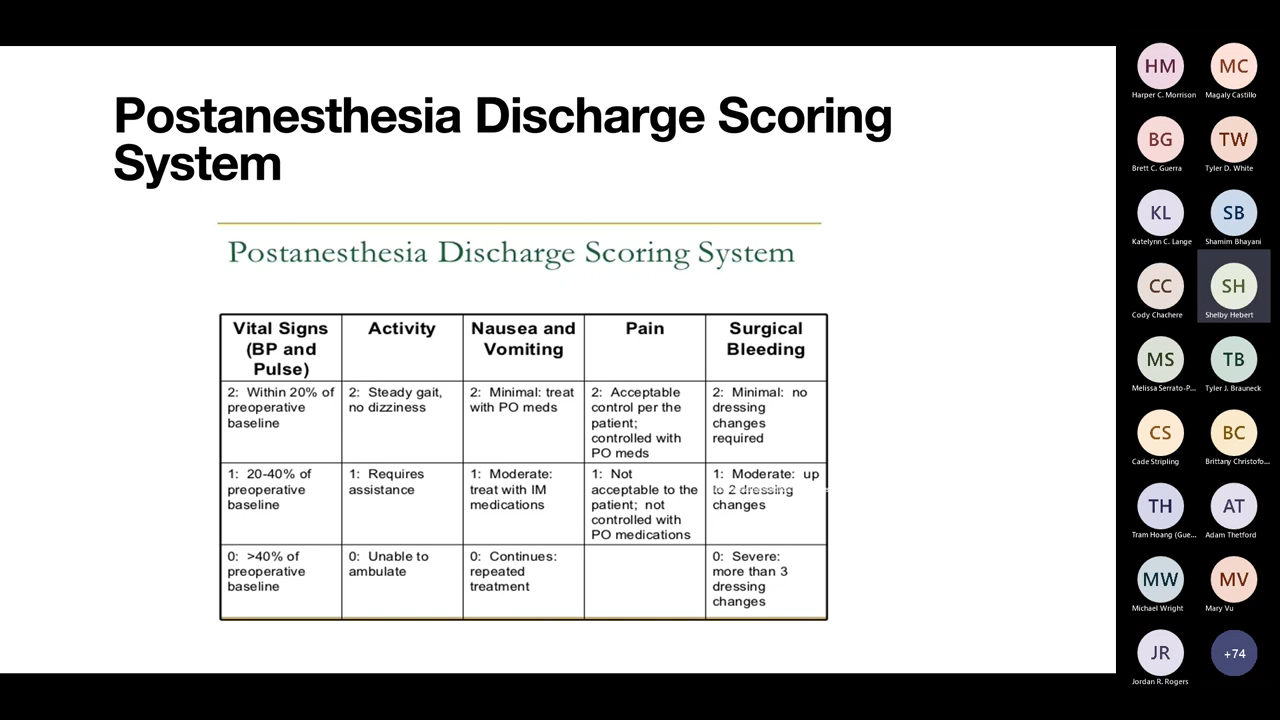 Postanesthesia Discharge Scoring
System
Postanesthesia Discharge Scoring System
Vital Signs
(BP and
Pulse)
Activity
Nausea and
Vomiting
Pain
Surgical
Bleeding
2: Within 20% of
preoperative
baseline
2: Steady gait,
no dizziness
2: Minimal: treat
with PO meds
2: Acceptable
control per the
patient;
controlled with
PO meds
2: Minimal: no
dressing
changes
required
1: 20-40% of
preoperative
baseline
1: Requires
assistance
1: Moderate:
treat with IM
medications
1: Not
acceptable to the
patient; not
controlled with
PO medications
1: Moderate: up
to 2 dressing
changes
0: >40% of
preoperative
baseline
0: Unable to
ambulate
0: Continues:
repeated
treatment
0: Severe:
more than 3
dressing
changes
HM
Harper C. Morrison
MC
Magaly Castillo
BG
Brett C. Guerra
TW
Tyler D. White
KL
Katelynn C. Lange
SB
Shamim Bhayani
CC
Cody Chachere
SH
Shelby Hebert
MS
Melissa Serrato-P...
TB
Tyler J. Brauneck
CS
Cade Stripling
BC
Brittany Christofo...
TH
Tram Hoang (Gue...
AT
Adam Thetford
MW
Michael Wright
MV
Mary Vu
JR
Jordan R. Rogers
+74